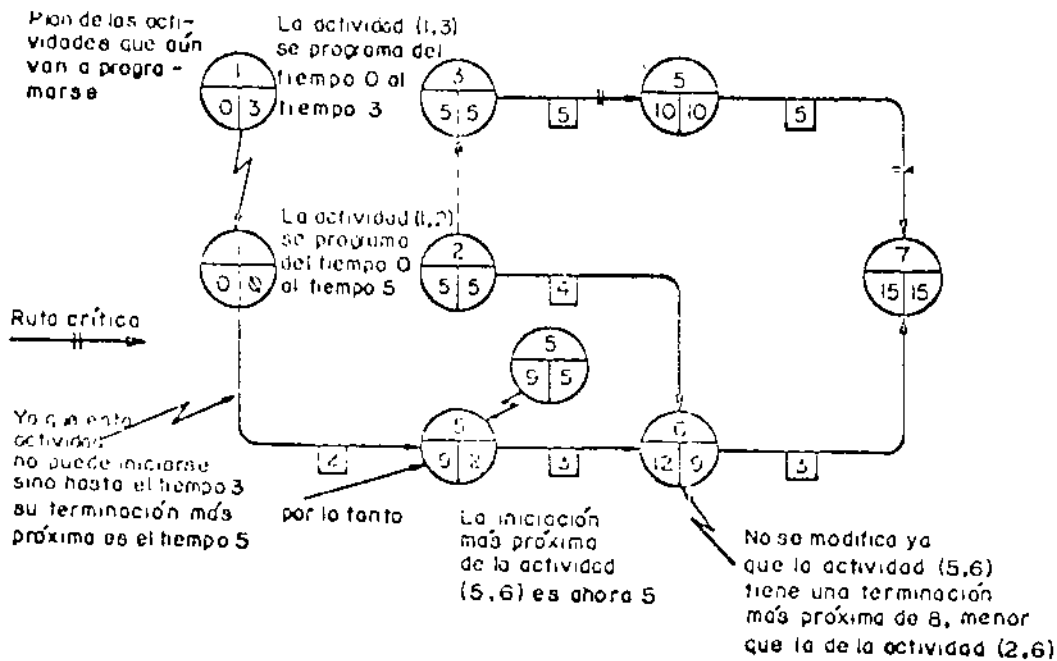 Plan de las acti-
vidades que aún
van a progra-
marse
La actividad (1,3)
se programa del
tiempo 0 al
tiempo 3
1
0 3
3
5 5
5
5
10 10
5
La actividad (1,2)
se programa
del tiempo 0
al tiempo 5
1
0 0
2
5 5
4
7
15 15
Ruta crítica
5
9 5
Ya que esta
actividad
no puede iniciarse
sino hasta el tiempo 3
su terminación más
próxima es el tiempo 5
2
5
9 2
3
6
12 9
3
por lo tanto
La iniciación
más próxima
de la actividad
(5,6) es ahora 5
No se modifica ya
que la actividad (5,6)
tiene una terminación
más próxima de 8, menor
que la de la actividad (2,6)